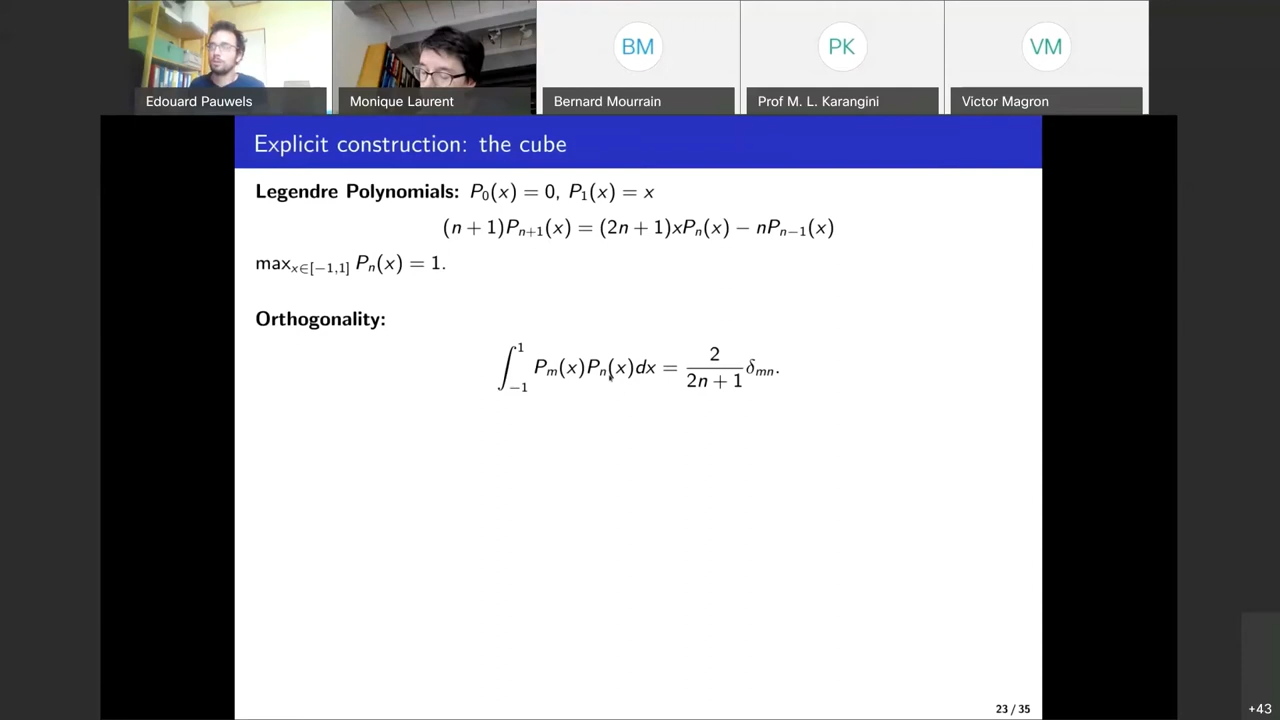 BM
PK
VM
Edouard Pauwels
Monique Laurent
Bernard Mourrain
Prof M. L. Karangini
Victor Magron
Explicit construction: the cube
Legendre Polynomials: P₀(x) = 0, P₁(x) = x
(n + 1)Pₙ₊₁(x) = (2n + 1)xPₙ(x) − nPₙ₋₁(x)
max_{x∈[−1,1]} Pₙ(x) = 1.
Orthogonality:
∫_{−1}^{1} Pₘ(x)Pₙ(x)dx = \frac{2}{2n + 1} δₘₙ.
23 / 35
+43